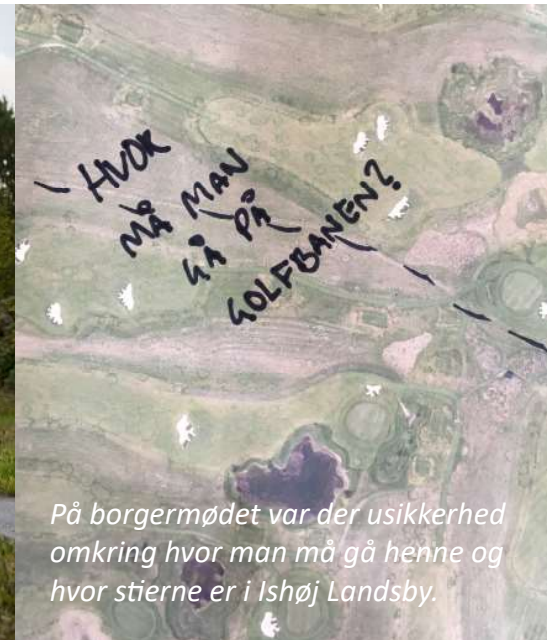 HVOR
MÅ MAN
GÅ PÅ
GOLFBANEN?
På borgermødet var der usikkerhed
omkring hvor man må gå henne og
hvor stierne er i Ishøj Landsby.